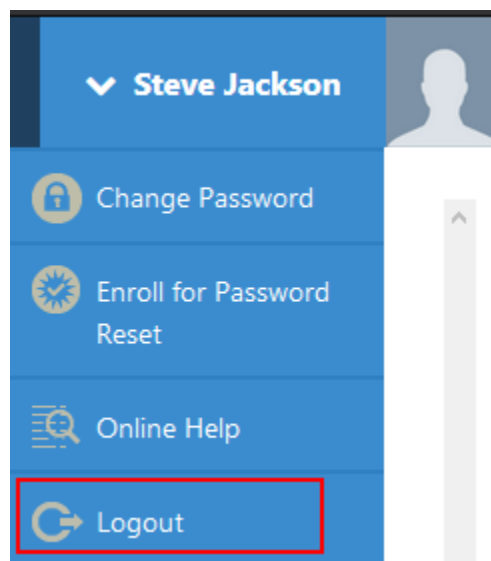 Steve Jackson
Change Password
Enroll for Password
Reset
Online Help
Logout